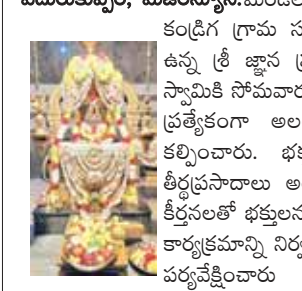 కండ్రిగ గ్రామ స
ఉన్న శ్రీ జ్ఞాన ప్ర
స్వామికి సోమవార
ప్రత్యేకంగా అల
కల్పించారు. భక
తీర్థప్రసాదాలు అ
కీర్తనలతో భక్తులన
కార్యక్రమాన్ని నిర్వ
పర్యవేక్షించారు